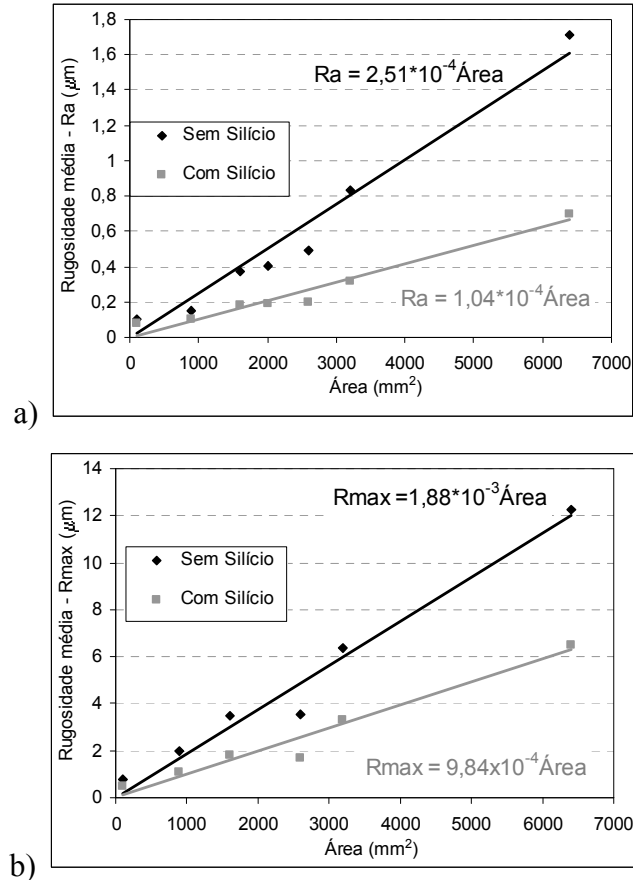 1,8
1,6
1,4
1,2
1
0,8
0,6
0,4
0,2
0
Rugosidade média - Ra (μm)
Ra = 2,51*10⁻⁴Área
Sem Silício
Com Silício
Ra = 1,04*10⁻⁴Área
0 1000 2000 3000 4000 5000 6000 7000
Área (mm²)
a)
14
12
10
8
6
4
2
0
Rugosidade média - Rmax (μm)
Rmax =1,88*10⁻³Área
Sem Silício
Com Silício
Rmax = 9,84x10⁻⁴Área
0 1000 2000 3000 4000 5000 6000 7000
Área (mm²)
b)